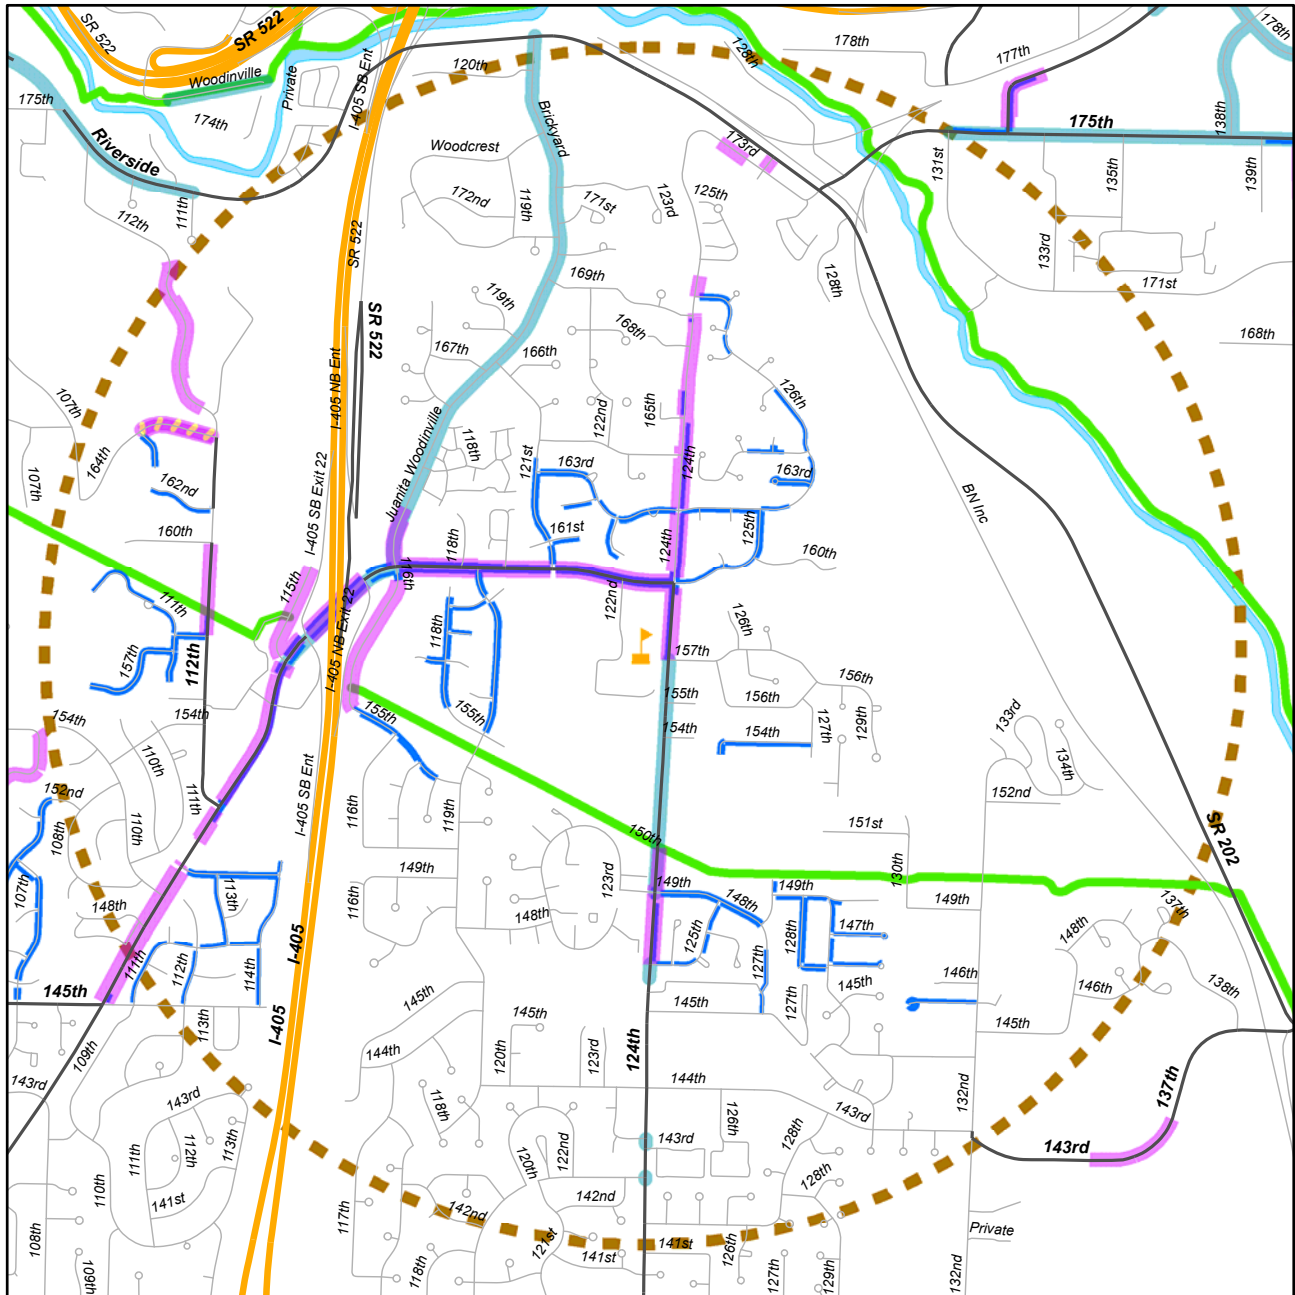 SR 522
SR 522
128th
178th
178th
177th
I-405 SB Ent
120th
Woodinville
Private
175th
174th
Riverside
Brickyard
173rd
175th
138th
Woodcrest
131st
135th
139th
172nd
119th
171st
123rd
125th
112th
111th
SR 522
133rd
169th
128th
171st
119th
168th
SR 522
168th
167th
166th
I-405 NB Ent
107th
122nd
165th
126th
Juanita Woodinville
118th
121st
124th
164th
163rd
163rd
107th
162nd
I-405 SB Exit 22
BN Inc
160th
118th
161st
124th
125th
160th
115th
116th
122nd
111th
I-405 NB Exit 22
118th
126th
157th
112th
157th
156th
155th
156th
154th
154th
155th
155th
154th
154th
127th
129th
133rd
110th
134th
I-405 SB Ent
152nd
111th
152nd
108th
110th
116th
119th
150th
151st
SR 202
130th
149th
123rd
149th
149th
107th
113th
116th
148th
148th
148th
149th
137th
125th
128th
147th
148th
I-405
111th
112th
114th
127th
146th
146th
138th
145th
145th
145th
127th
145th
145th
113th
145th
I-405
109th
144th
120th
123rd
124th
144th
143rd
143rd
118th
126th
143rd
132nd
137th
112th
113th
111th
122nd
120th
143rd
128th
143rd
110th
141st
142nd
142nd
128th
117th
Private
108th
121st
141st
141st
126th
109th
118th
127th
129th
132nd